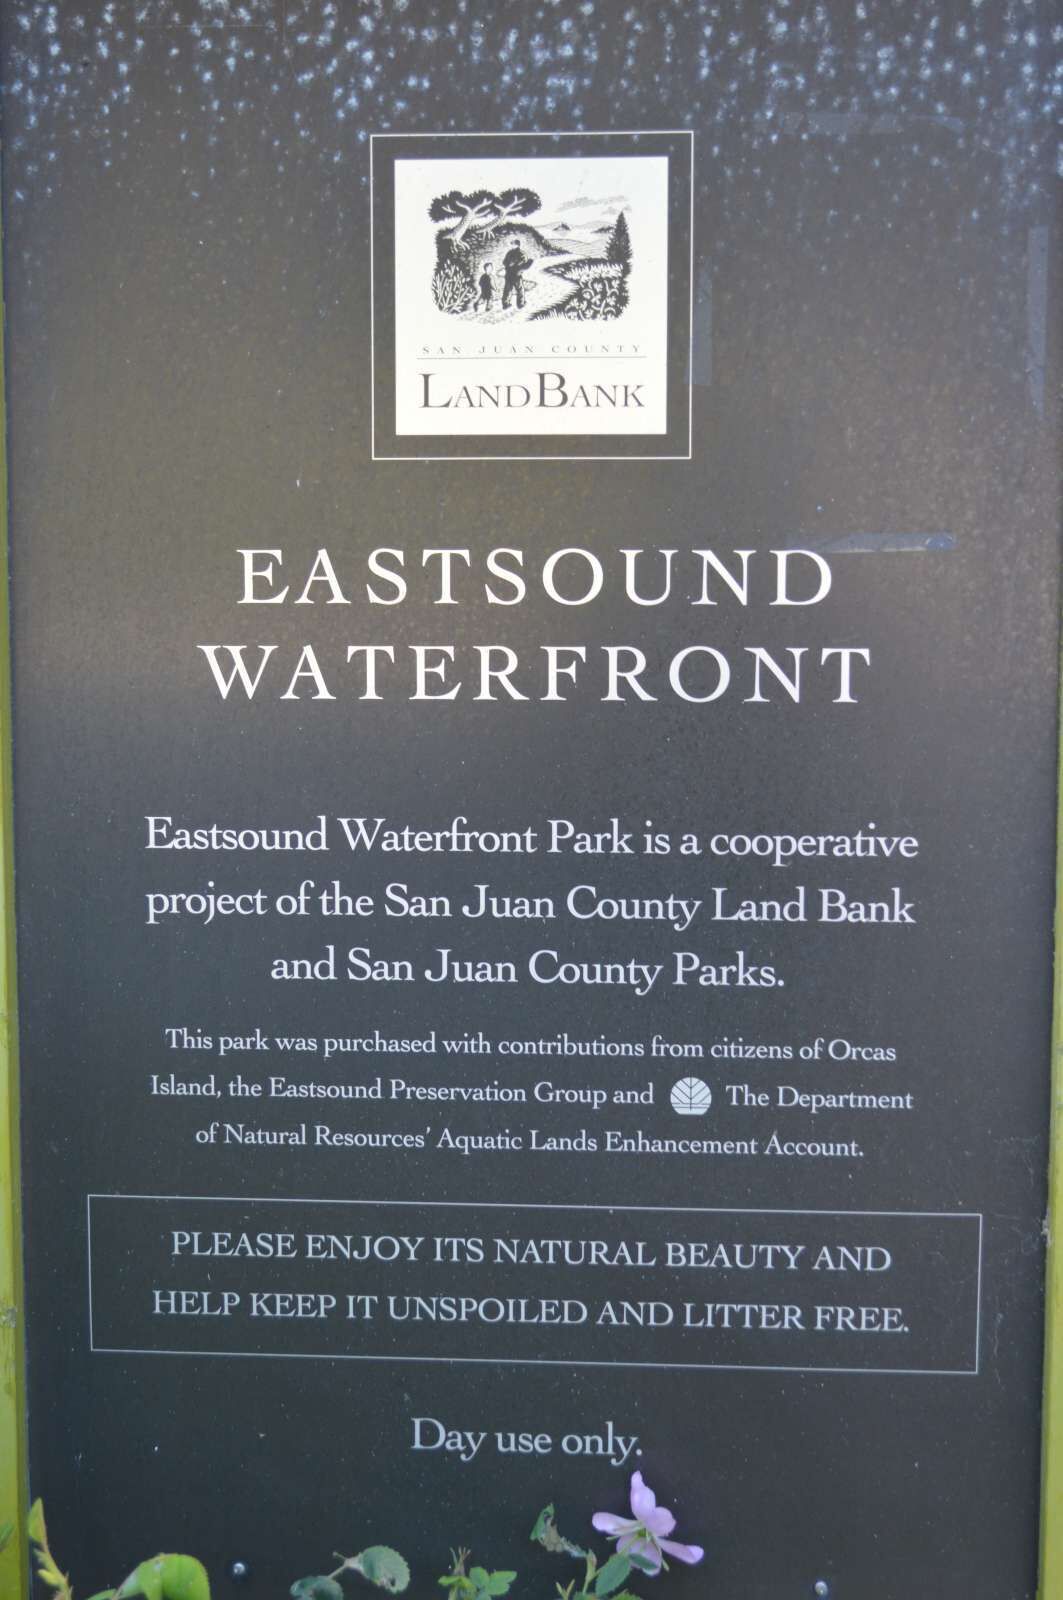 SAN JUAN COUNTY
LANDBANK
EASTSOUND
WATERFRONT
Eastsound Waterfront Park is a cooperative
project of the San Juan County Land Bank
and San Juan County Parks.
This park was purchased with contributions from citizens of Orcas
Island, the Eastsound Preservation Group and The Department
of Natural Resources' Aquatic Lands Enhancement Account.
PLEASE ENJOY ITS NATURAL BEAUTY AND
HELP KEEP IT UNSPOILED AND LITTER FREE.
Day use only.